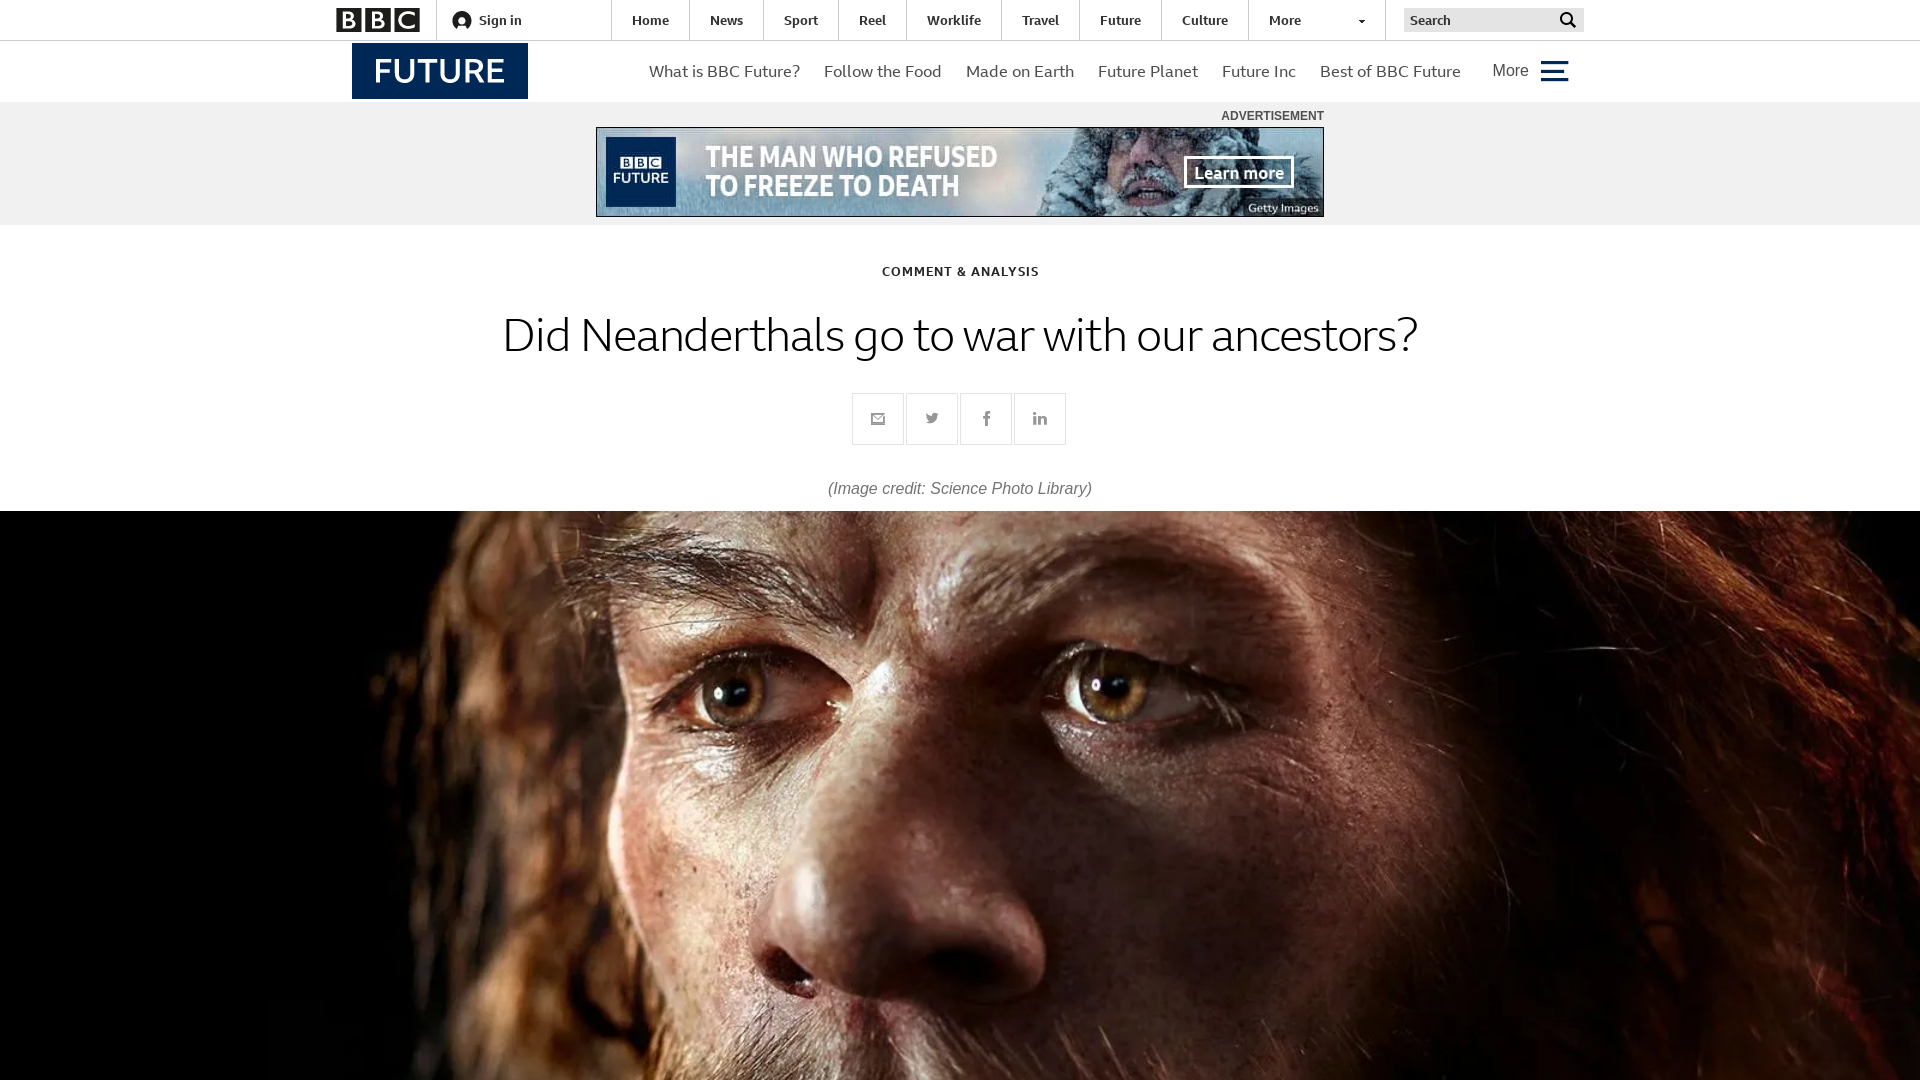 BBC
Sign in
Home
News
Sport
Reel
Worklife
Travel
Future
Culture
More
Search
FUTURE
What is BBC Future?
Follow the Food
Made on Earth
Future Planet
Future Inc
Best of BBC Future
More
ADVERTISEMENT
BBC
FUTURE
THE MAN WHO REFUSED
TO FREEZE TO DEATH
Learn more
Getty Images
COMMENT & ANALYSIS
Did Neanderthals go to war with our ancestors?
(Image credit: Science Photo Library)